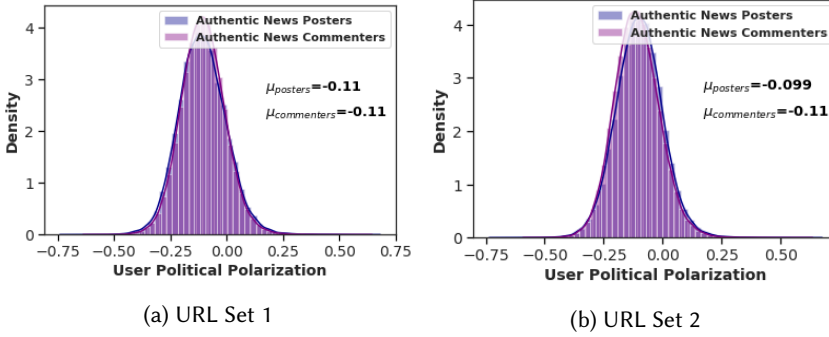 Authentic News Posters
Authentic News Commenters
μposters=-0.11
μcommenters=-0.11
Density
4
3
2
1
0
−0.75 −0.50 −0.25 0.00 0.25 0.50 0.75
User Political Polarization
(a) URL Set 1
Authentic News Posters
Authentic News Commenters
μposters=-0.099
μcommenters=-0.11
Density
4
3
2
1
0
−0.75 −0.50 −0.25 0.00 0.25 0.50
User Political Polarization
(b) URL Set 2